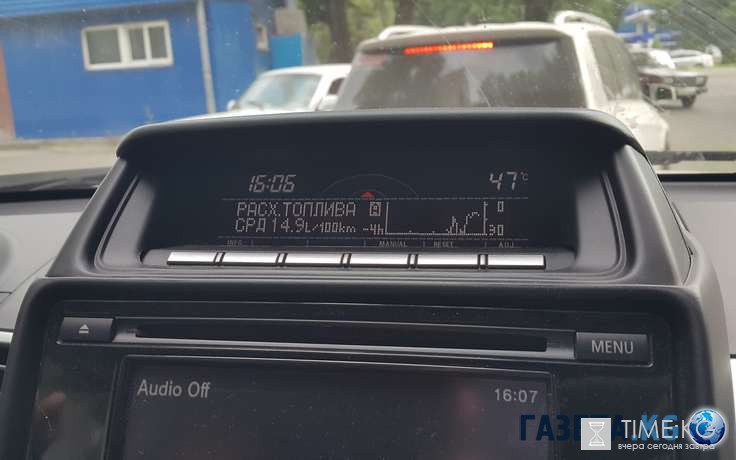 16:06 47°C
РАСХ.ТОПЛИВА A 0
СРД 14.9L/100km -4h 30
INFO. MANUAL RESET ADJ.
MENU
Audio Off 16:07
ГАЗЕТА.KG
TIME.K
вчера сегодня завтра